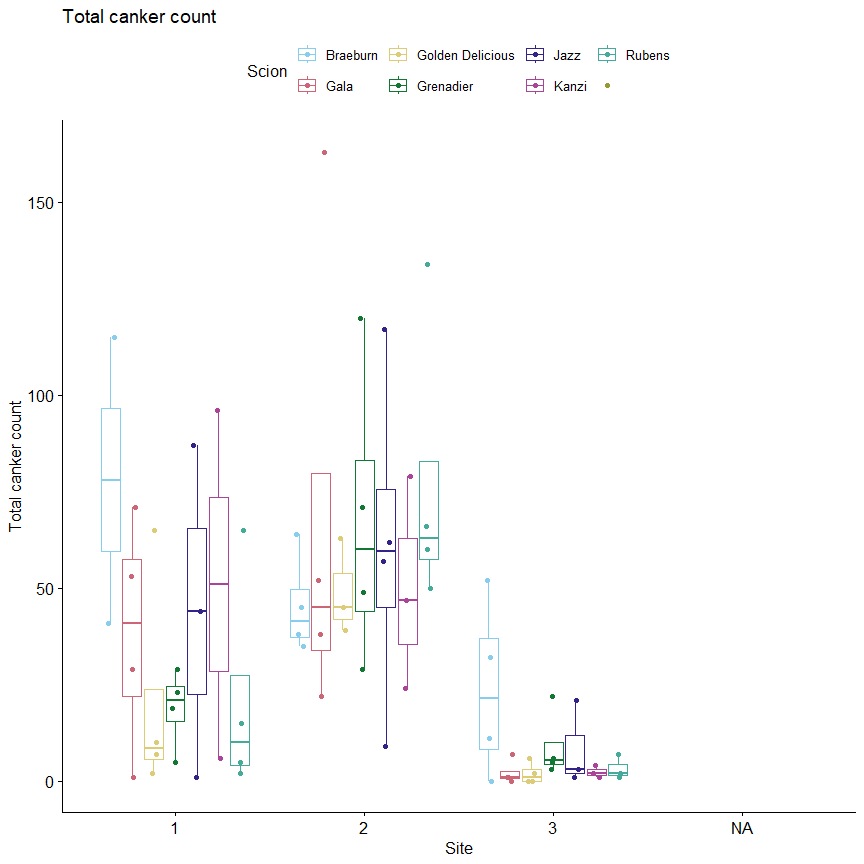 Total canker count
Scion
Braeburn Golden Delicious Jazz Rubens
Gala Grenadier Kanzi
150
100
50
0
Total canker count
1 2 3 NA
Site